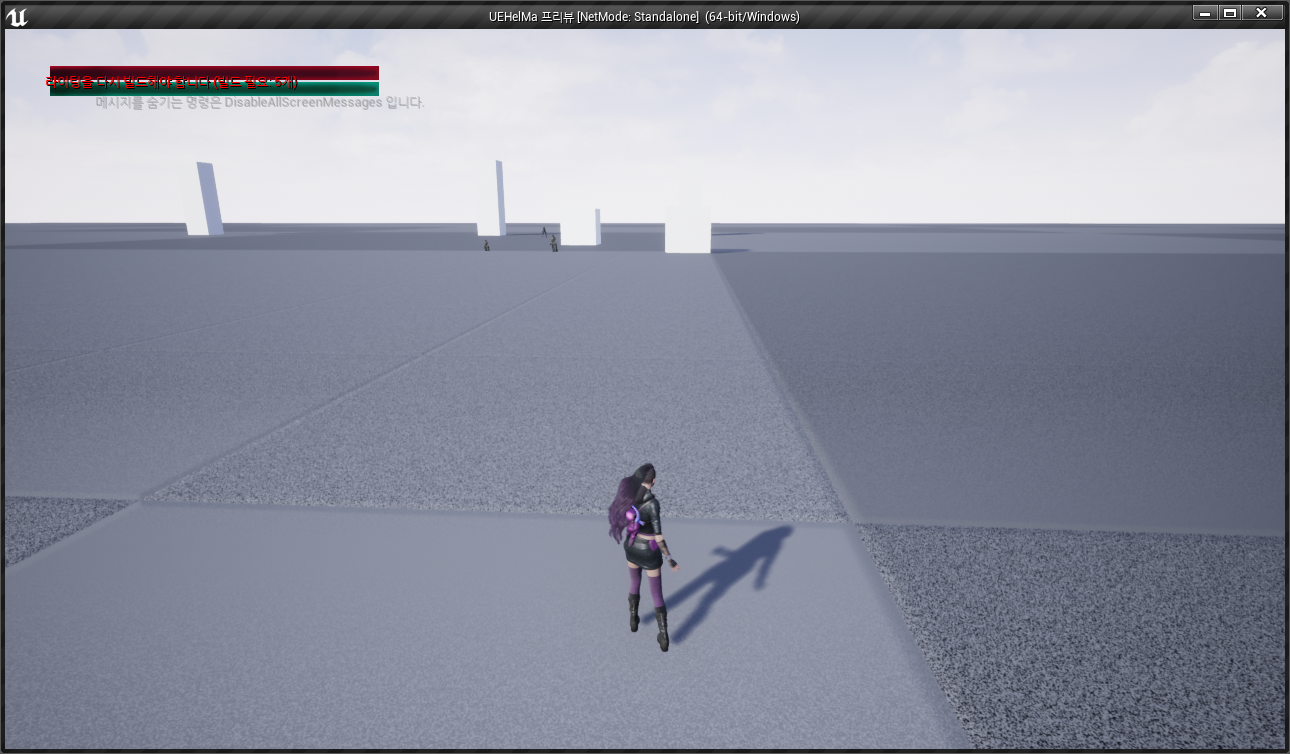 UEHelMa 프리뷰 [NetMode: Standalone] (64-bit/Windows)
라이팅을 다시 빌드해야 합니다 (빌드 필요: 5개)
메시지를 숨기는 명령은 DisableAllScreenMessages 입니다.